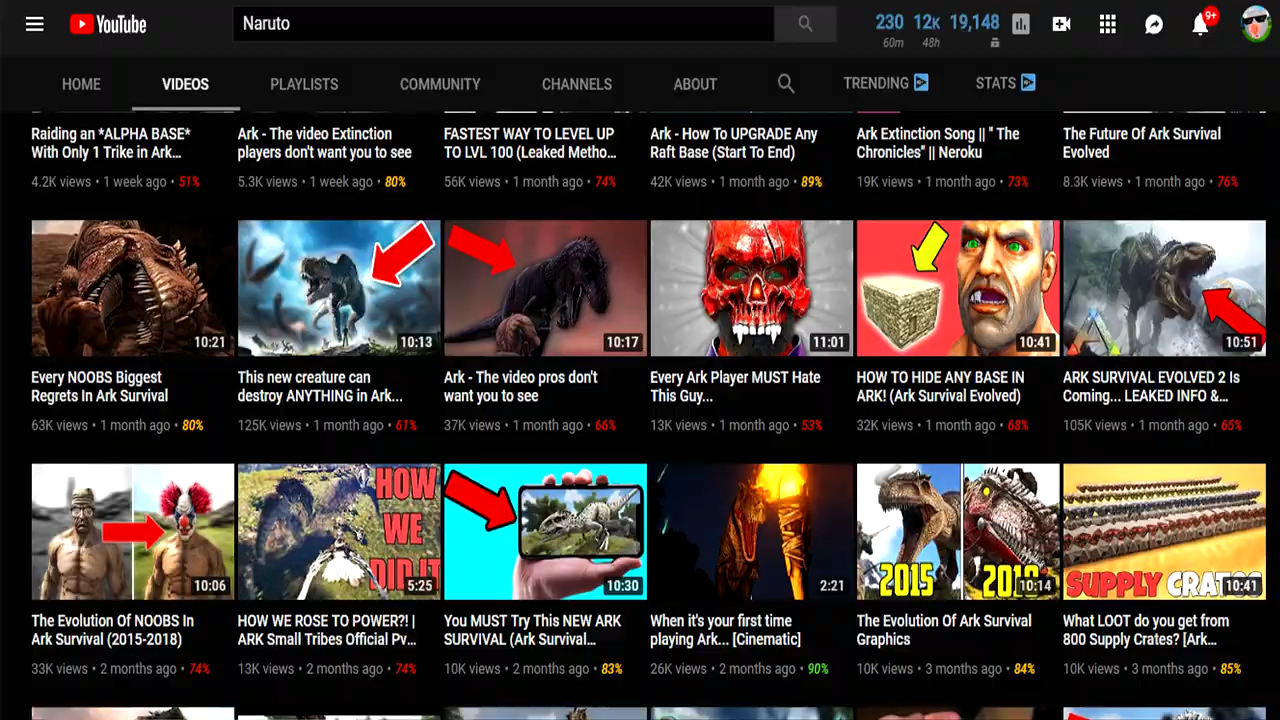 YouTube
Naruto
230 12K 19,148
9+
60m 48h
HOME VIDEOS PLAYLISTS COMMUNITY CHANNELS ABOUT TRENDING STATS
Raiding an *ALPHA BASE*
With Only 1 Trike in Ark...
4.2K views • 1 week ago • 51%
Ark - The video Extinction
players don't want you to see
5.3K views • 1 week ago • 80%
FASTEST WAY TO LEVEL UP
TO LVL 100 (Leaked Metho...
56K views • 1 month ago • 74%
Ark - How To UPGRADE Any
Raft Base (Start To End)
42K views • 1 month ago • 89%
Ark Extinction Song || " The
Chronicles" || Neroku
19K views • 1 month ago • 73%
The Future Of Ark Survival
Evolved
8.3K views • 1 month ago • 76%
10:21
Every NOOBS Biggest
Regrets In Ark Survival
63K views • 1 month ago • 80%
10:13
This new creature can
destroy ANYTHING in Ark...
125K views • 1 month ago • 61%
10:17
Ark - The video pros don't
want you to see
37K views • 1 month ago • 66%
11:01
Every Ark Player MUST Hate
This Guy...
13K views • 1 month ago • 53%
10:41
HOW TO HIDE ANY BASE IN
ARK! (Ark Survival Evolved)
32K views • 1 month ago • 68%
10:51
ARK SURVIVAL EVOLVED 2 Is
Coming... LEAKED INFO &...
105K views • 1 month ago • 65%
10:06
The Evolution Of NOOBS In
Ark Survival (2015-2018)
33K views • 2 months ago • 74%
HOW
WE
DID IT
5:25
HOW WE ROSE TO POWER?! |
ARK Small Tribes Official Pv...
13K views • 2 months ago • 74%
10:30
You MUST Try This NEW ARK
SURVIVAL (Ark Survival...
10K views • 2 months ago • 83%
2:21
When it's your first time
playing Ark... [Cinematic]
26K views • 2 months ago • 90%
2015
10:14
The Evolution Of Ark Survival
Graphics
10K views • 3 months ago • 84%
SUPPLY CRATES
10:41
What LOOT do you get from
800 Supply Crates? [Ark...
10K views • 3 months ago • 85%